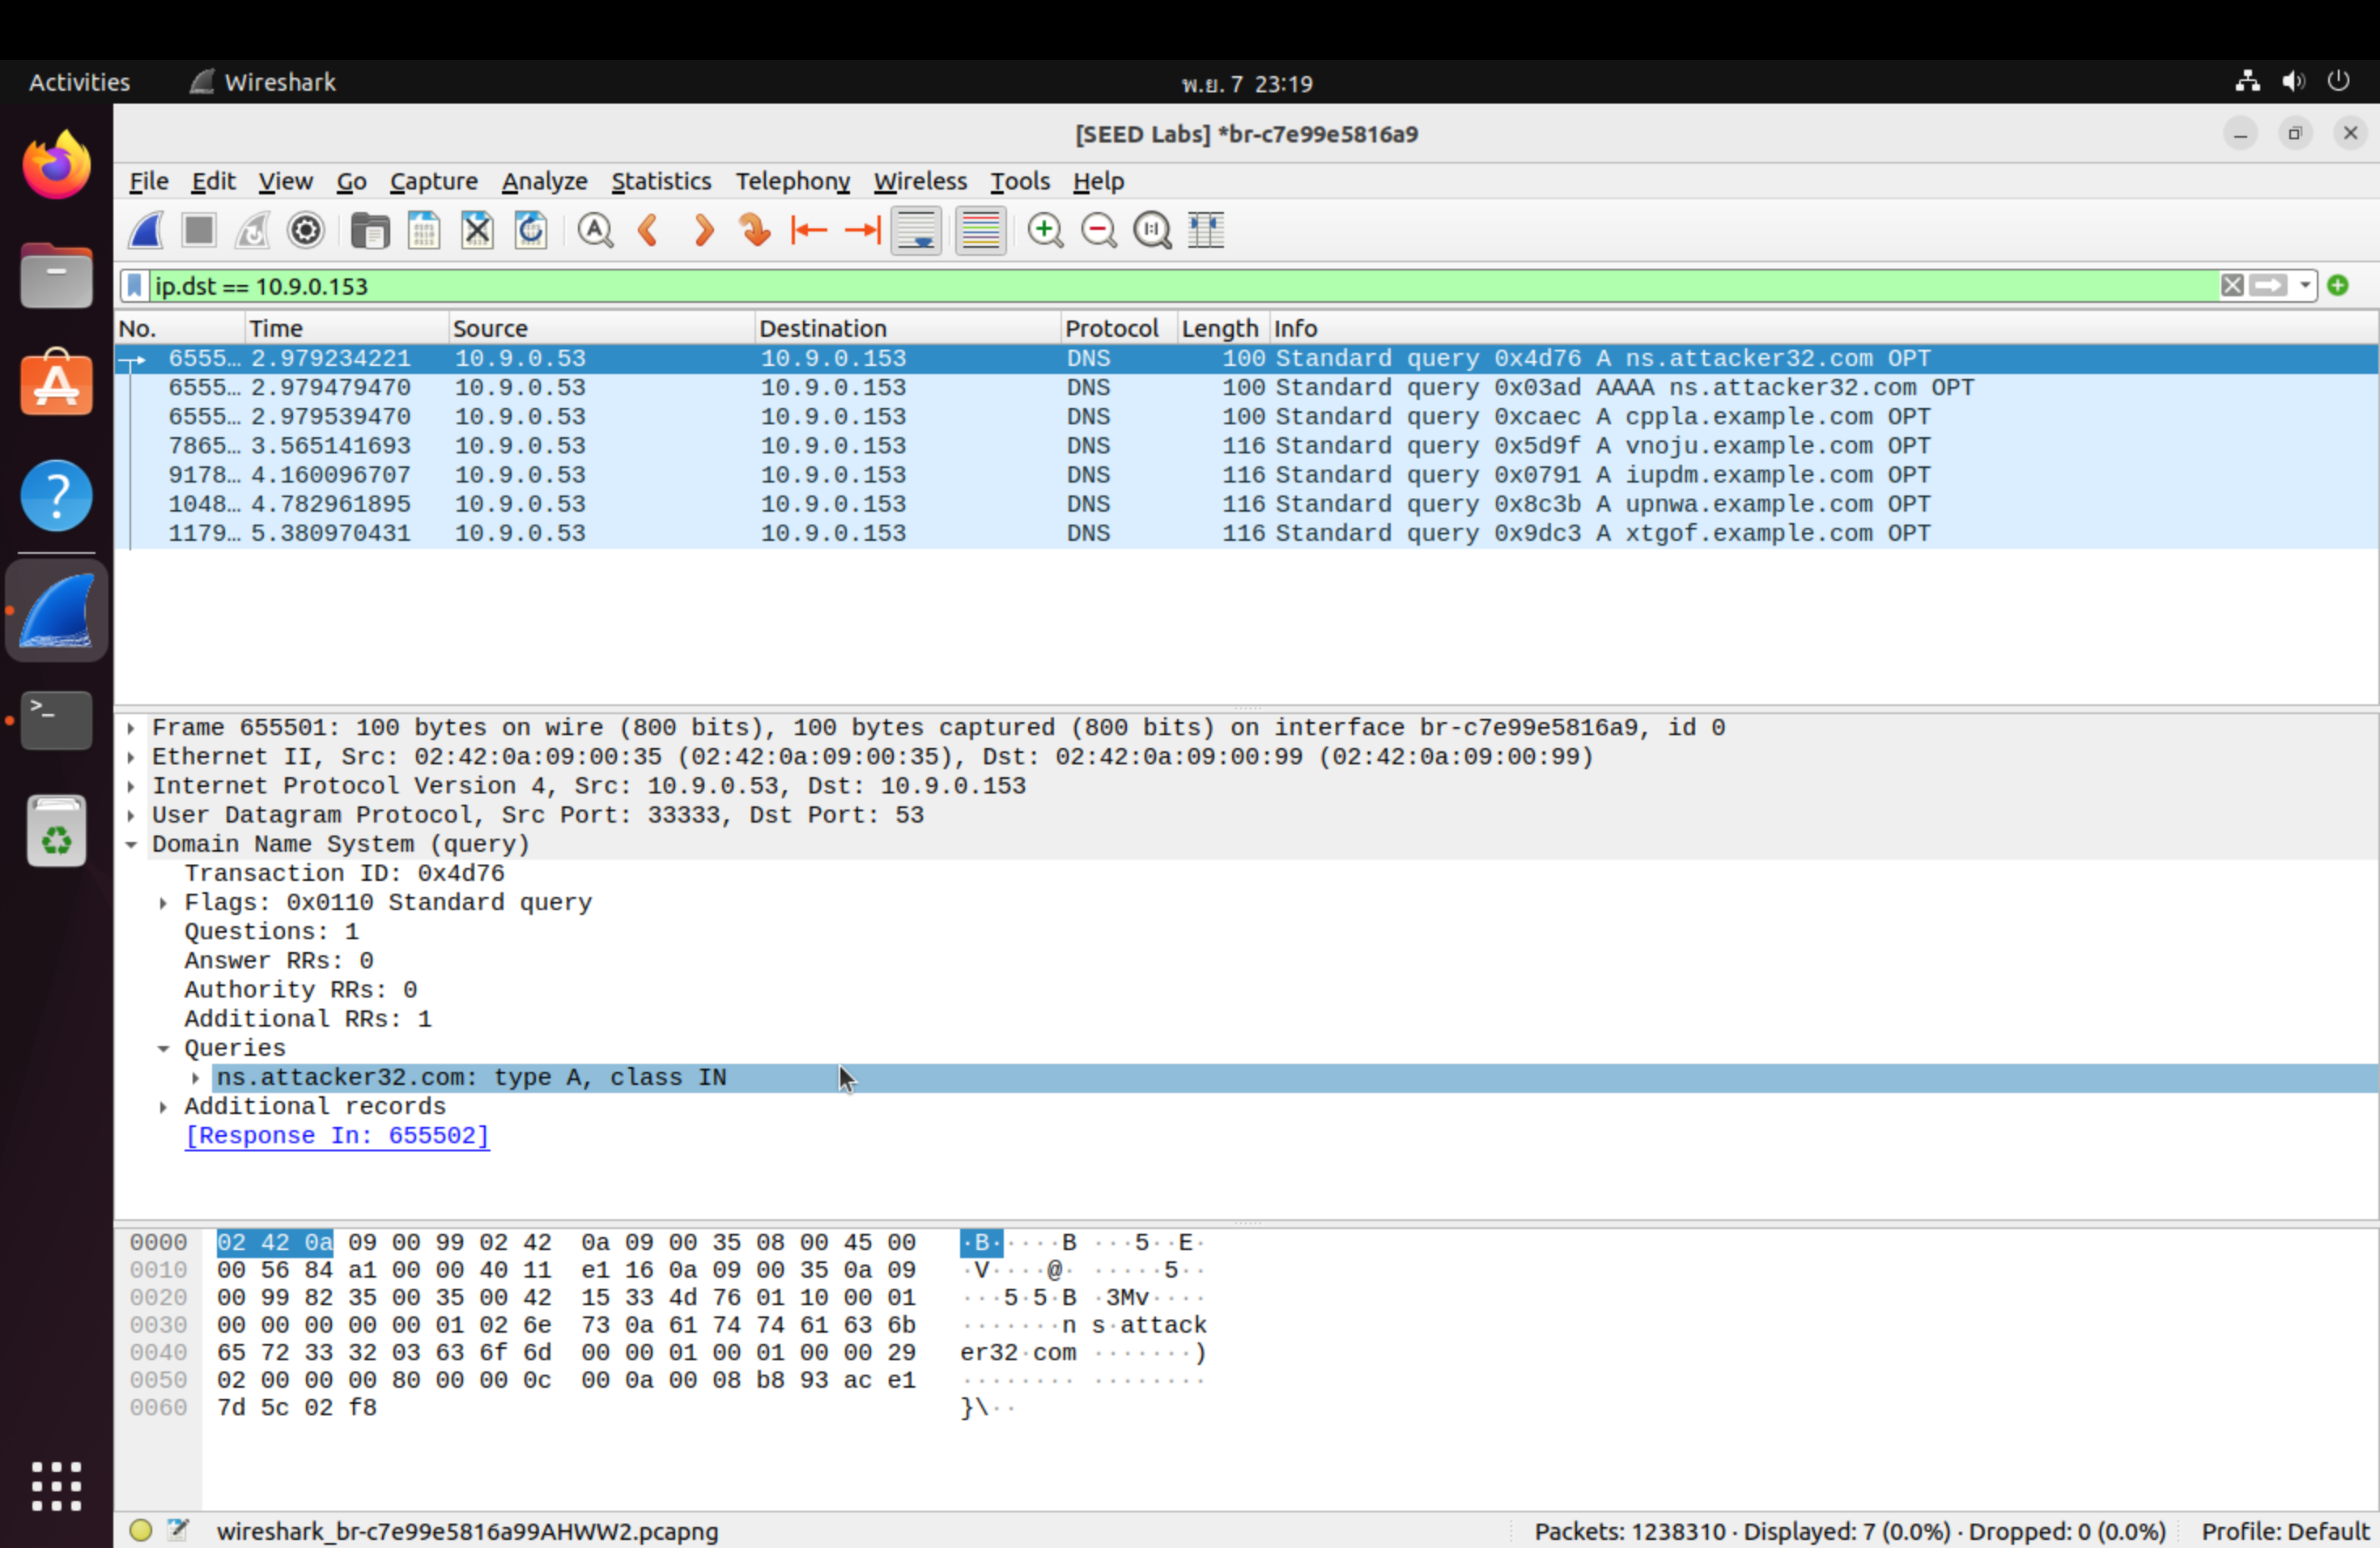 Activities Wireshark พ.ย. 7 23:19
[SEED Labs] *br-c7e99e5816a9
File Edit View Go Capture Analyze Statistics Telephony Wireless Tools Help
ip.dst == 10.9.0.153
No. Time Source Destination Protocol Length Info
6555… 2.979234221 10.9.0.53 10.9.0.153 DNS 100 Standard query 0x4d76 A ns.attacker32.com OPT
6555… 2.979479470 10.9.0.53 10.9.0.153 DNS 100 Standard query 0x03ad AAAA ns.attacker32.com OPT
6555… 2.979539470 10.9.0.53 10.9.0.153 DNS 100 Standard query 0xcaec A cppla.example.com OPT
7865… 3.565141693 10.9.0.53 10.9.0.153 DNS 116 Standard query 0x5d9f A vnoju.example.com OPT
9178… 4.160096707 10.9.0.53 10.9.0.153 DNS 116 Standard query 0x0791 A iupdm.example.com OPT
1048… 4.782961895 10.9.0.53 10.9.0.153 DNS 116 Standard query 0x8c3b A upnwa.example.com OPT
1179… 5.380970431 10.9.0.53 10.9.0.153 DNS 116 Standard query 0x9dc3 A xtgof.example.com OPT
Frame 655501: 100 bytes on wire (800 bits), 100 bytes captured (800 bits) on interface br-c7e99e5816a9, id 0
Ethernet II, Src: 02:42:0a:09:00:35 (02:42:0a:09:00:35), Dst: 02:42:0a:09:00:99 (02:42:0a:09:00:99)
Internet Protocol Version 4, Src: 10.9.0.53, Dst: 10.9.0.153
User Datagram Protocol, Src Port: 33333, Dst Port: 53
Domain Name System (query)
Transaction ID: 0x4d76
Flags: 0x0110 Standard query
Questions: 1
Answer RRs: 0
Authority RRs: 0
Additional RRs: 1
Queries
ns.attacker32.com: type A, class IN
Additional records
[Response In: 655502]
0000 02 42 0a 09 00 99 02 42 0a 09 00 35 08 00 45 00 ·B····B ···5··E·
0010 00 56 84 a1 00 00 40 11 e1 16 0a 09 00 35 0a 09 ·V····@· ·····5··
0020 00 99 82 35 00 35 00 42 15 33 4d 76 01 10 00 01 ···5·5·B ·3Mv····
0030 00 00 00 00 00 01 02 6e 73 0a 61 74 74 61 63 6b ·······n s·attack
0040 65 72 33 32 03 63 6f 6d 00 00 01 00 01 00 00 29 er32·com ·······)
0050 02 00 00 00 80 00 00 0c 00 0a 00 08 b8 93 ac e1 ········ ········
0060 7d 5c 02 f8 }\··
wireshark_br-c7e99e5816a99AHWW2.pcapng Packets: 1238310 · Displayed: 7 (0.0%) · Dropped: 0 (0.0%) Profile: Default